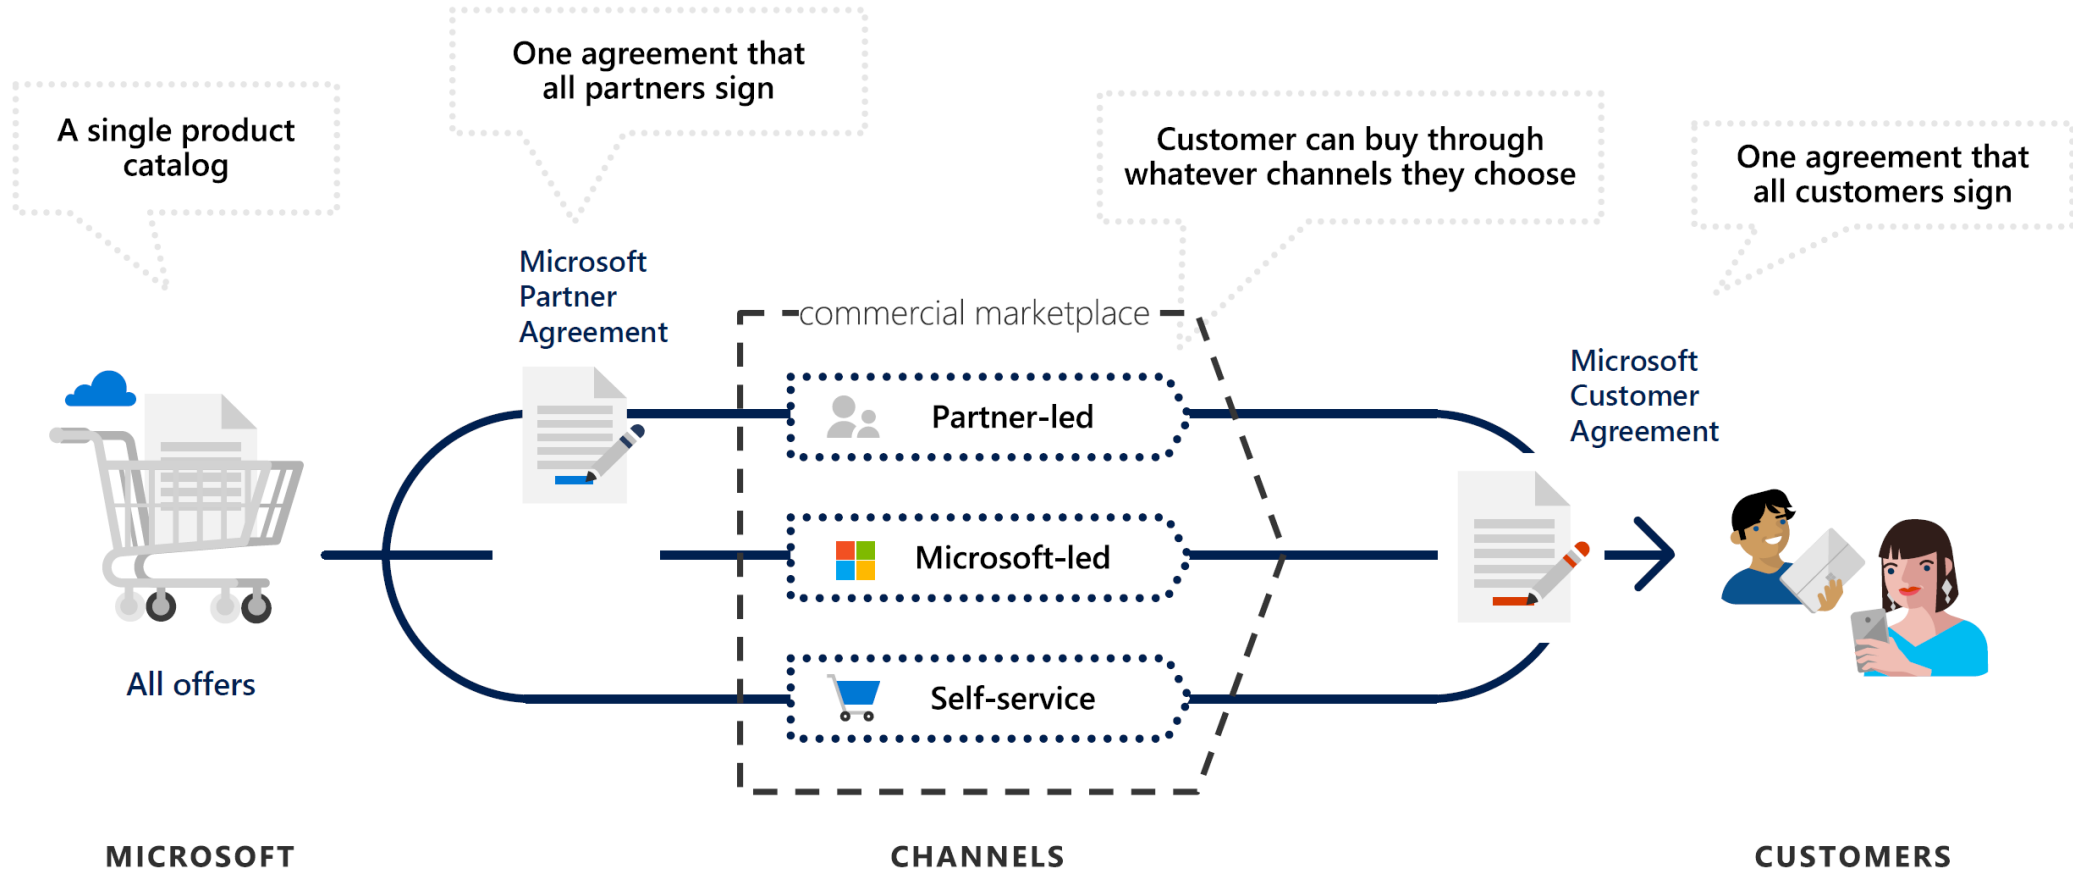 One agreement that
all partners sign
A single product
catalog
Customer can buy through
whatever channels they choose
One agreement that
all customers sign
Microsoft
Partner
Agreement
commercial marketplace
Microsoft
Customer
Agreement
Partner-led
Microsoft-led
Self-service
All offers
MICROSOFT
CHANNELS
CUSTOMERS